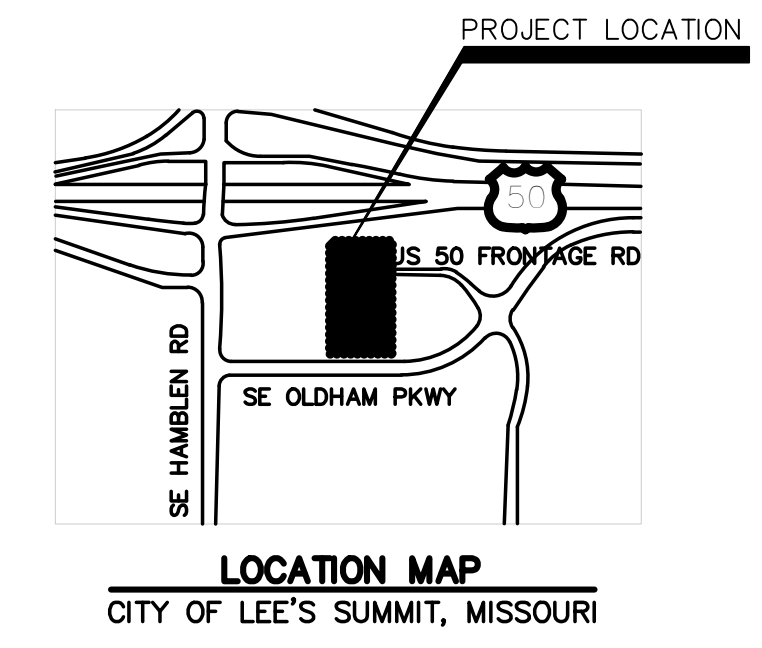 PROJECT LOCATION
50
US 50 FRONTAGE RD
SE HAMBLEN RD
SE OLDHAM PKWY
LOCATION MAP
CITY OF LEE'S SUMMIT, MISSOURI